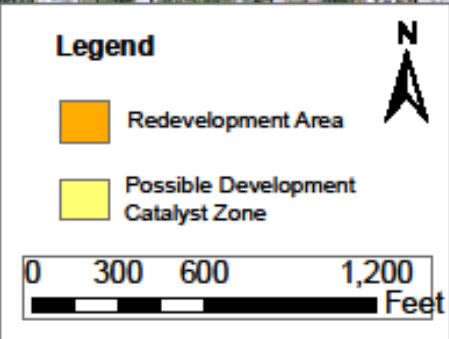 Legend
N
Redevelopment Area
Possible Development
Catalyst Zone
0 300 600 1,200
Feet